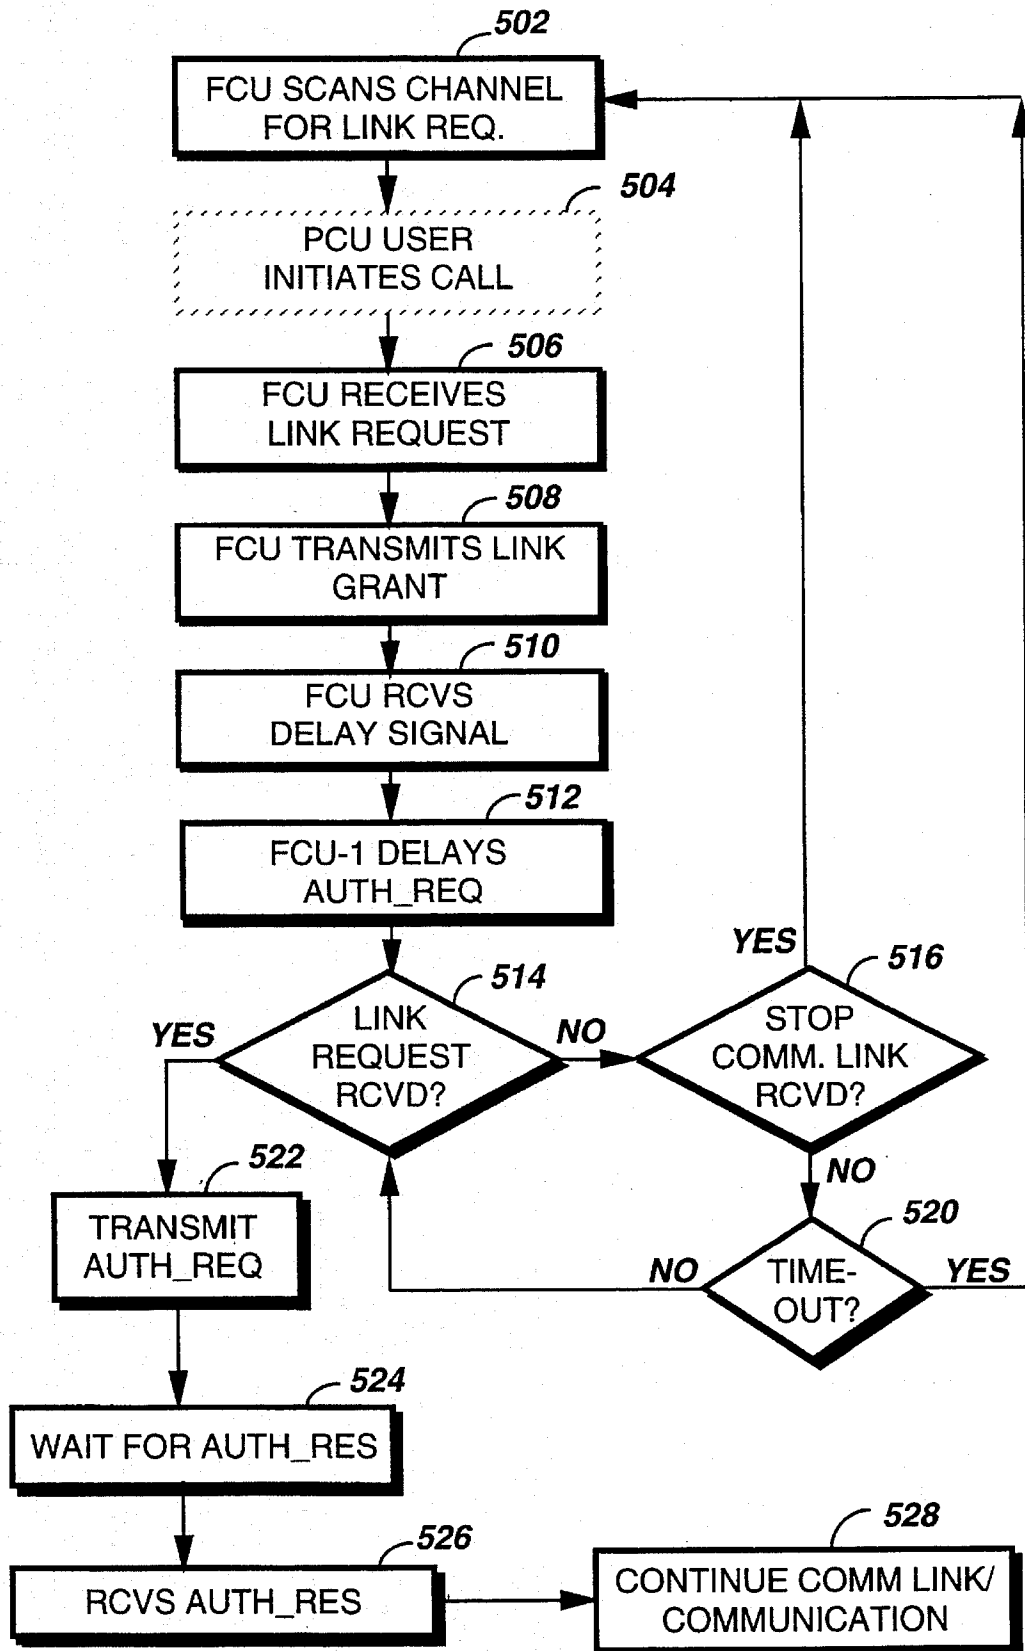 502
FCU SCANS CHANNEL
FOR LINK REQ.
504
PCU USER
INITIATES CALL
506
FCU RECEIVES
LINK REQUEST
508
FCU TRANSMITS LINK
GRANT
510
FCU RCVS
DELAY SIGNAL
512
FCU-1 DELAYS
AUTH_REQ
514
LINK
REQUEST
RCVD?
YES
NO
516
STOP
COMM. LINK
RCVD?
YES
NO
520
TIME-
OUT?
NO
YES
522
TRANSMIT
AUTH_REQ
524
WAIT FOR AUTH_RES
526
RCVS AUTH_RES
528
CONTINUE COMM LINK/
COMMUNICATION